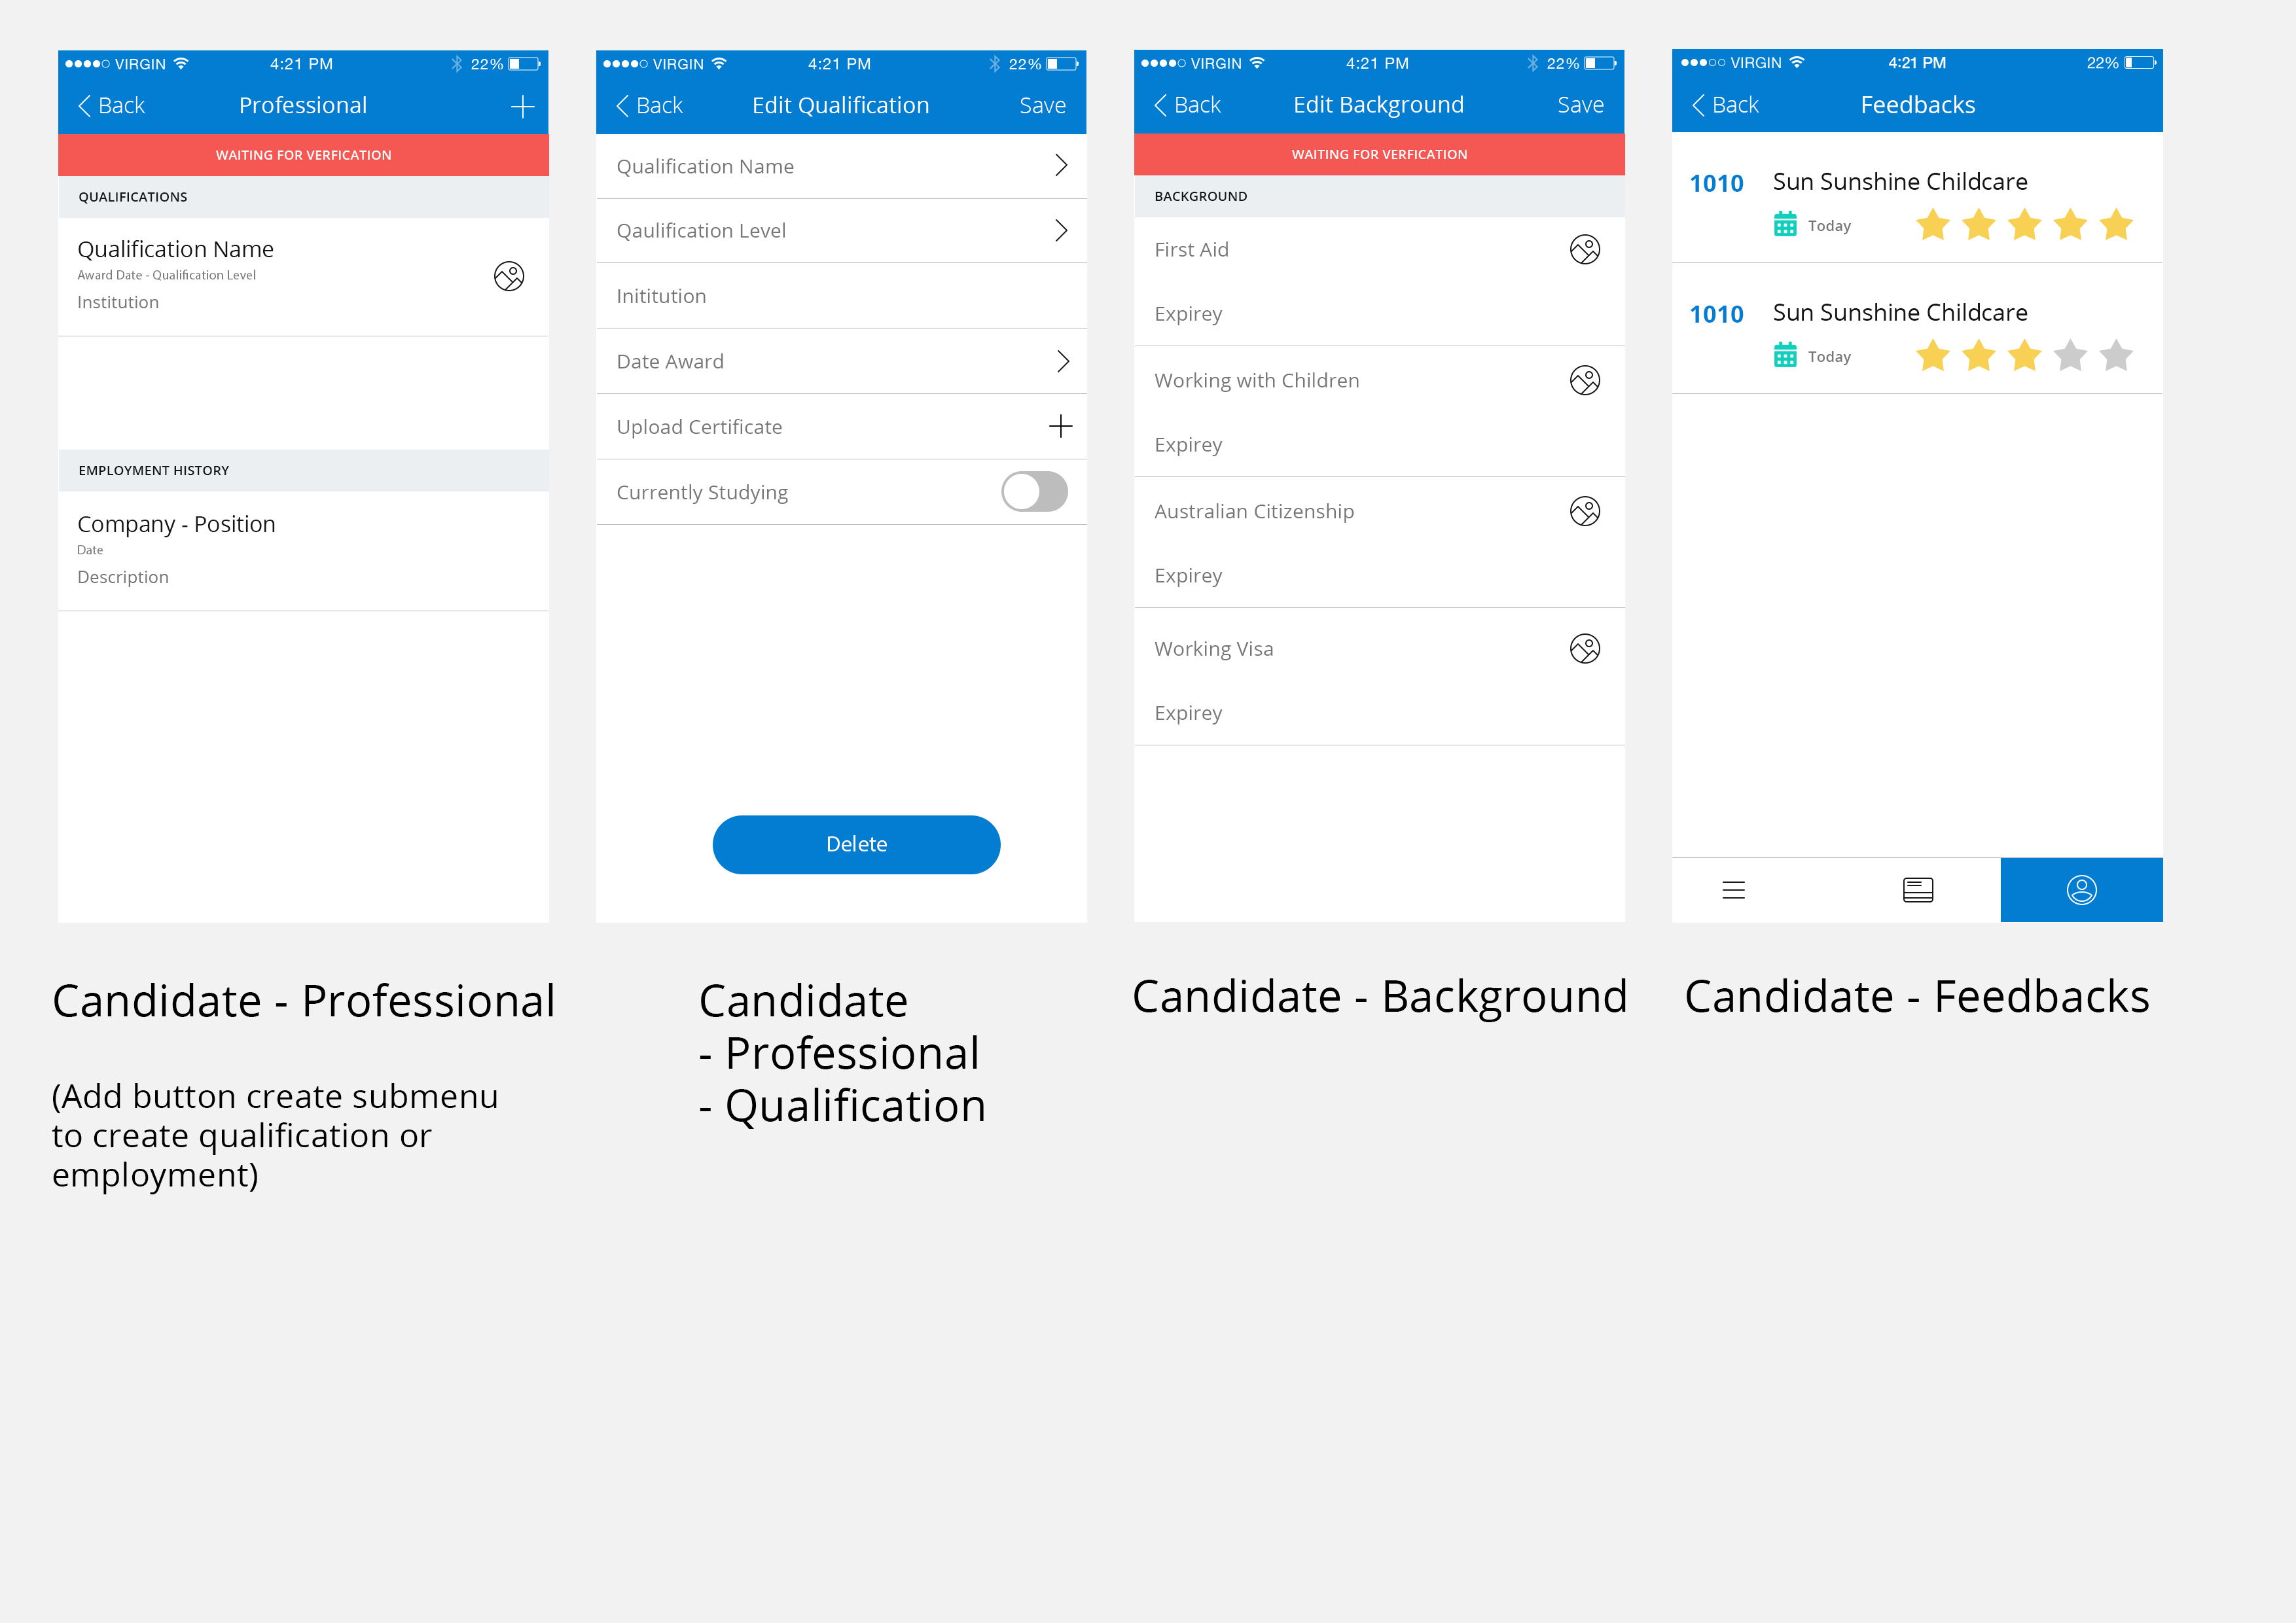 VIRGIN 4:21 PM 22%
Back Professional
WAITING FOR VERFICATION
QUALIFICATIONS
Qualification Name
Award Date - Qualification Level
Institution
EMPLOYMENT HISTORY
Company - Position
Date
Description
Candidate - Professional
(Add button create submenu
to create qualification or
employment)
VIRGIN 4:21 PM 22%
Back Edit Qualification Save
Qualification Name
Qaulification Level
Inititution
Date Award
Upload Certificate
Currently Studying
Delete
Candidate
- Professional
- Qualification
VIRGIN 4:21 PM 22%
Back Edit Background Save
WAITING FOR VERFICATION
BACKGROUND
First Aid
Expirey
Working with Children
Expirey
Australian Citizenship
Expirey
Working Visa
Expirey
Candidate - Background
VIRGIN 4:21 PM 22%
Back Feedbacks
1010 Sun Sunshine Childcare
Today
1010 Sun Sunshine Childcare
Today
Candidate - Feedbacks